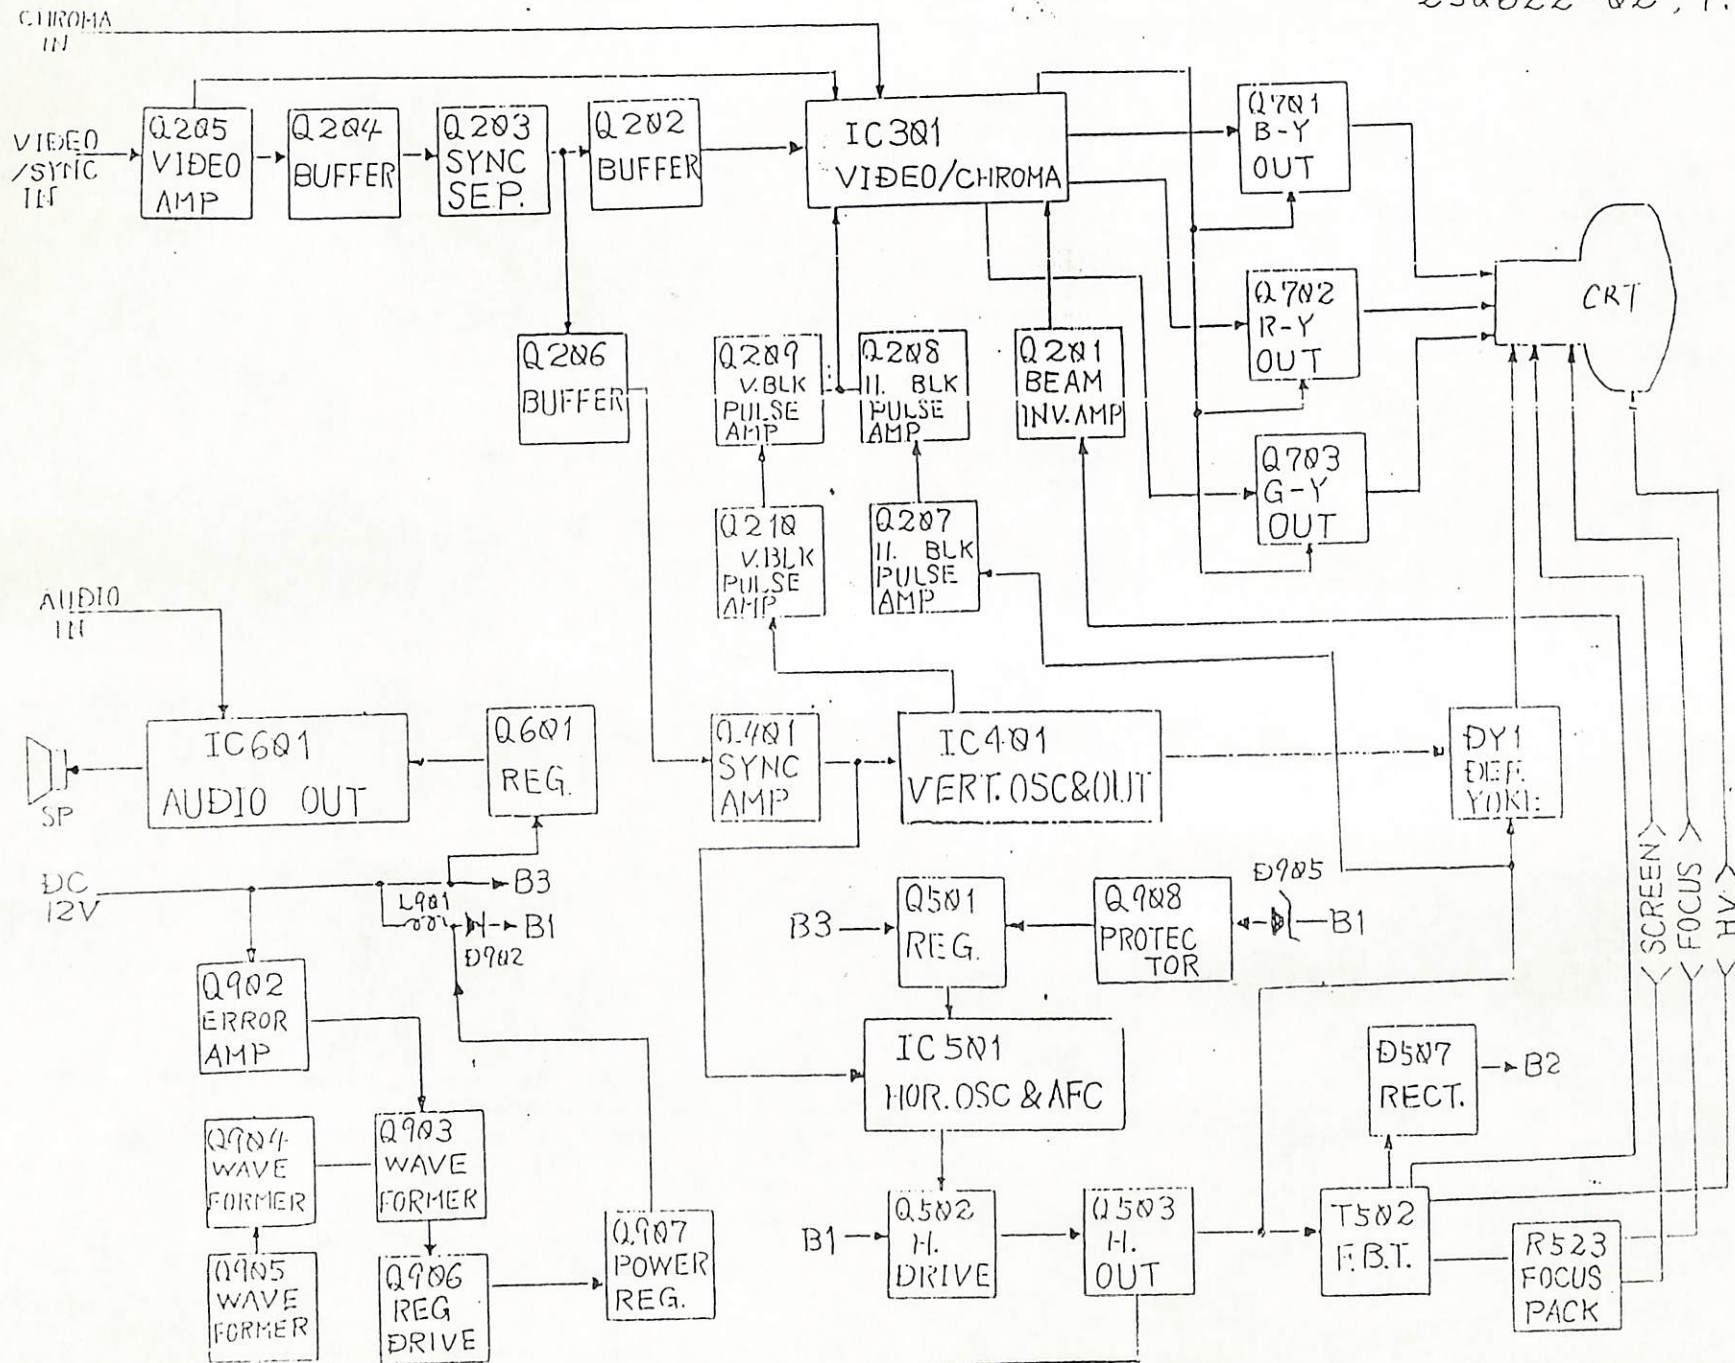 CHROMA
IN
VIDEO
/SYNC
IN
Q205
VIDEO
AMP
Q204
BUFFER
Q203
SYNC
SEP.
Q202
BUFFER
IC301
VIDEO/CHROMA
Q701
B-Y
OUT
Q702
R-Y
OUT
Q703
G-Y
OUT
CRT
Q206
BUFFER
Q209
V.BLK
PULSE
AMP
Q208
H. BLK
PULSE
AMP
Q201
BEAM
INV.AMP
Q210
V.BLK
PULSE
AMP
Q207
H. BLK
PULSE
AMP
AUDIO
IN
IC601
AUDIO OUT
SP
Q601
REG.
Q401
SYNC
AMP
IC401
VERT.OSC&OUT
DY1
DEF.
YOKE
DC
12V
B3
L901
B1
D902
B3
Q501
REG.
Q908
PROTEC
TOR
D905
B1
SCREEN
FOCUS
HV
Q902
ERROR
AMP
IC501
HOR.OSC & AFC
D507
RECT.
B2
Q904
WAVE
FORMER
Q903
WAVE
FORMER
Q905
WAVE
FORMER
Q906
REG
DRIVE
Q907
POWER
REG.
B1
Q502
H.
DRIVE
Q503
H.
OUT
T502
F.B.T.
R523
FOCUS
PACK